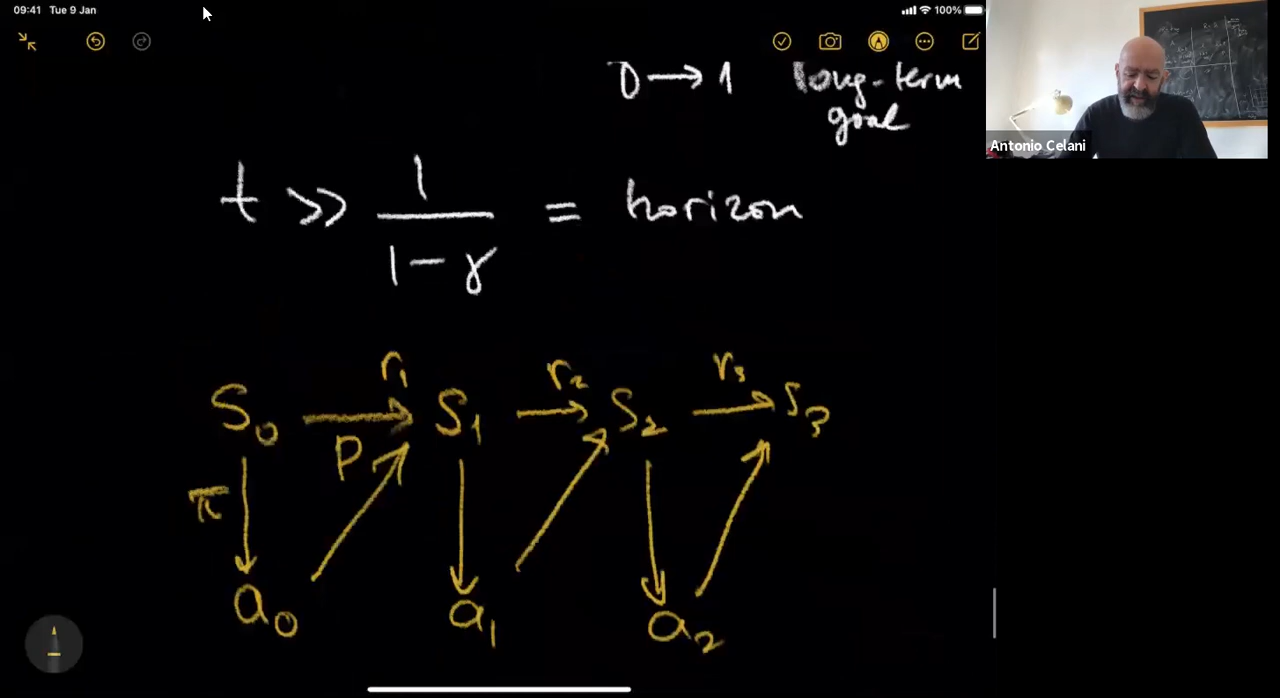 09:41 Tue 9 Jan
100%
0 → 1 long-term
goal
t >> 1/(1-γ) = horizon
r₁ r₂ r₃
S₀ → S₁ → S₂ → S₃
p
π
a₀ a₁ a₂
Antonio Celani